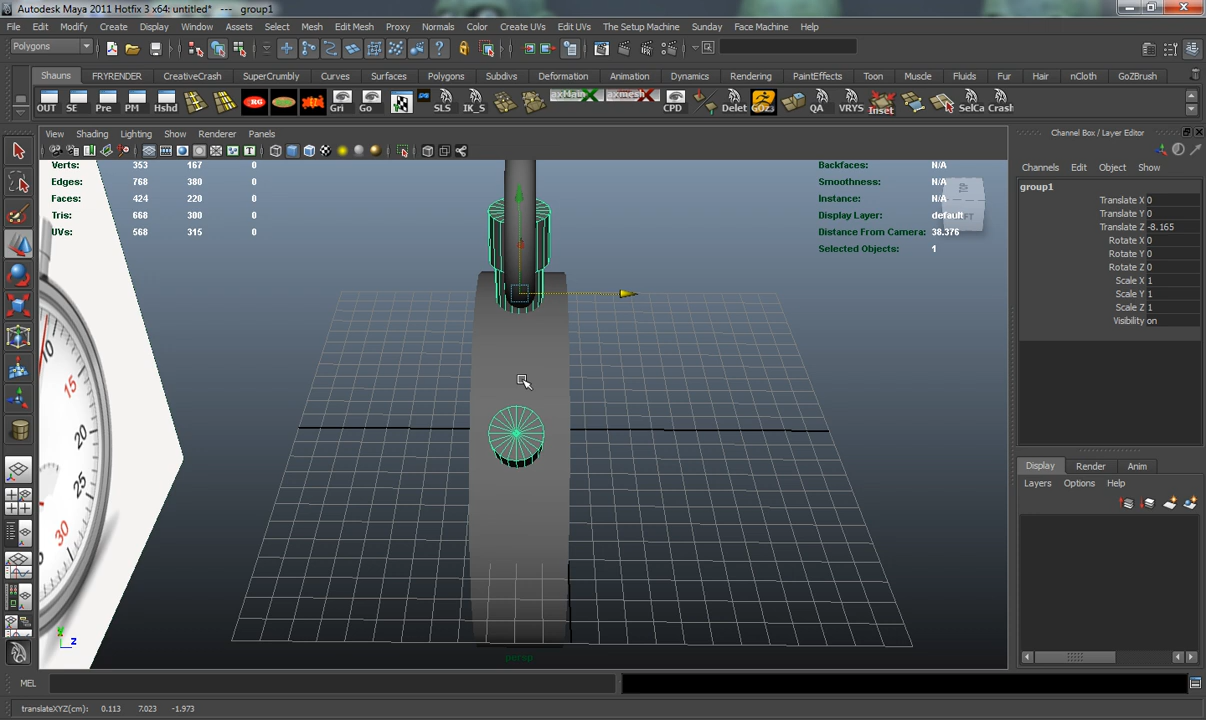 Autodesk Maya 2011 Hotfix 3 x64: untitled* --- group1
File Edit Modify Create Display Window Assets Select Mesh Edit Mesh Proxy Normals Color Create UVs Edit UVs The Setup Machine Sunday Face Machine Help
Polygons
Shauns FRYRENDER CreativeCrash SuperCrumbly Curves Surfaces Polygons Subdivs Deformation Animation Dynamics Rendering PaintEffects Toon Muscle Fluids Fur Hair nCloth GoZBrush
OUT SE Pre PM Hshd Gri Go SLS IK_S axMain axmesh CPD Delet GOZ3 QA VRYS Inset SelCa Crash
View Shading Lighting Show Renderer Panels
Verts: 353 167 0
Edges: 768 380 0
Faces: 424 220 0
Tris: 668 300 0
UVs: 568 315 0
Backfaces: N/A
Smoothness: N/A
Instance: N/A
Display Layer: default
Distance From Camera: 38.376
Selected Objects: 1
15
20
25
30
Z
persp
Channel Box / Layer Editor
Channels Edit Object Show
group1
Translate X 0
Translate Y 0
Translate Z -8.165
Rotate X 0
Rotate Y 0
Rotate Z 0
Scale X 1
Scale Y 1
Scale Z 1
Visibility on
Display Render Anim
Layers Options Help
MEL
translateXYZ(cm): 0.113 7.023 -1.973